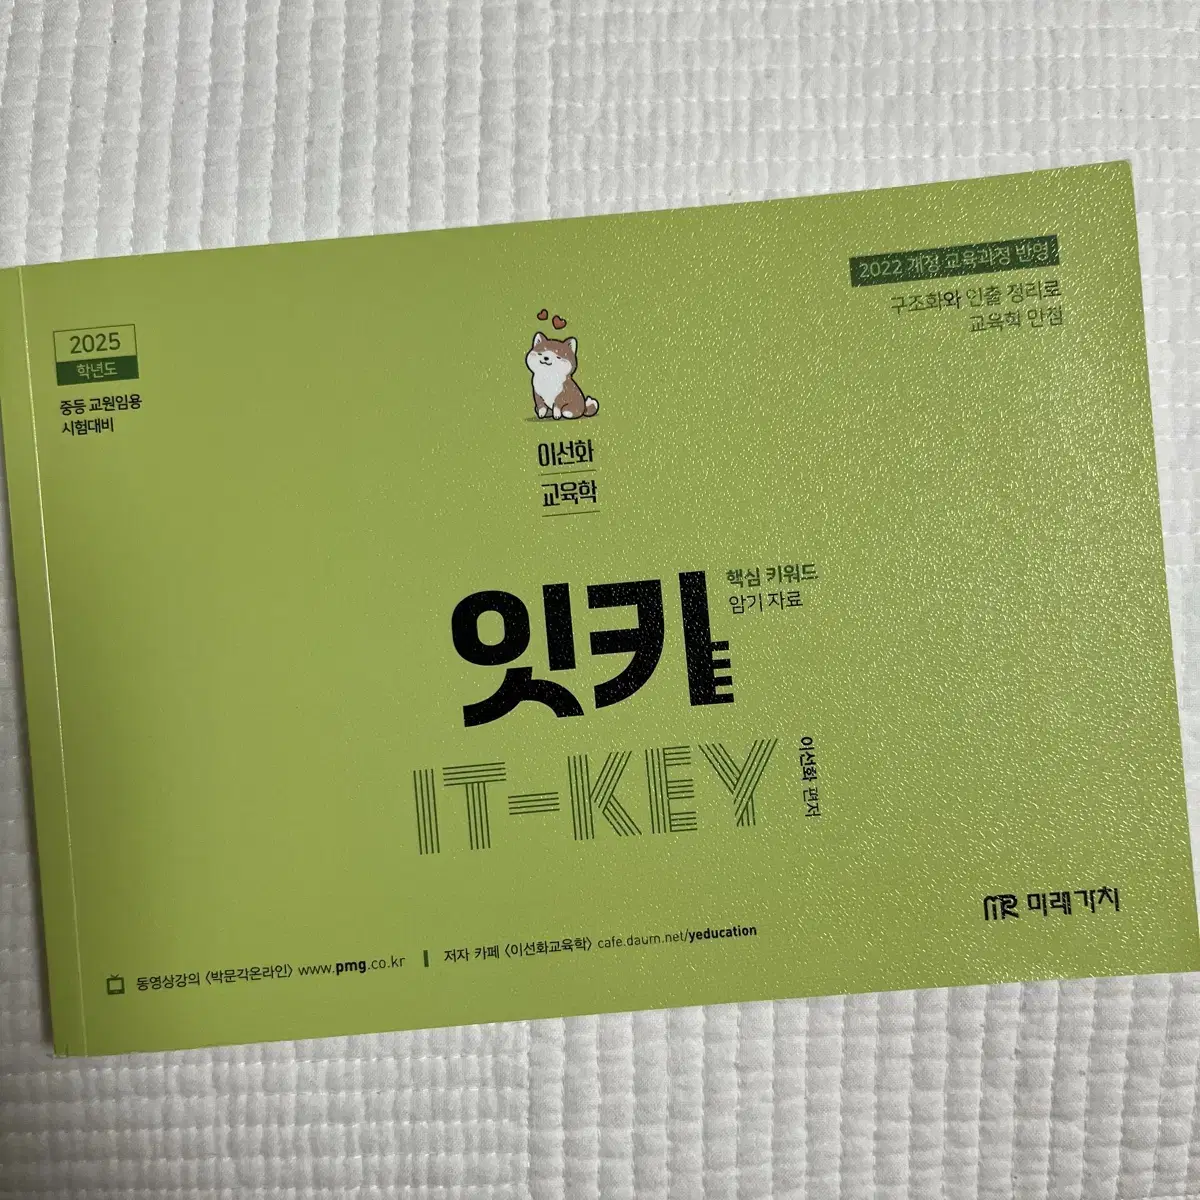 2022 개정 교육과정 반영
구조화와 인출 정리로
교육학 만점
2025
학년도
중등 교원임용
시험대비
이선화
교육학
잇키
핵심 키워드
암기 자료
IT-KEY
이선화 편저
미래가치
동영상강의 〈박문각온라인〉 www.pmg.co.kr | 저자 카페 〈이선화교육학〉 cafe.daum.net/yeducation